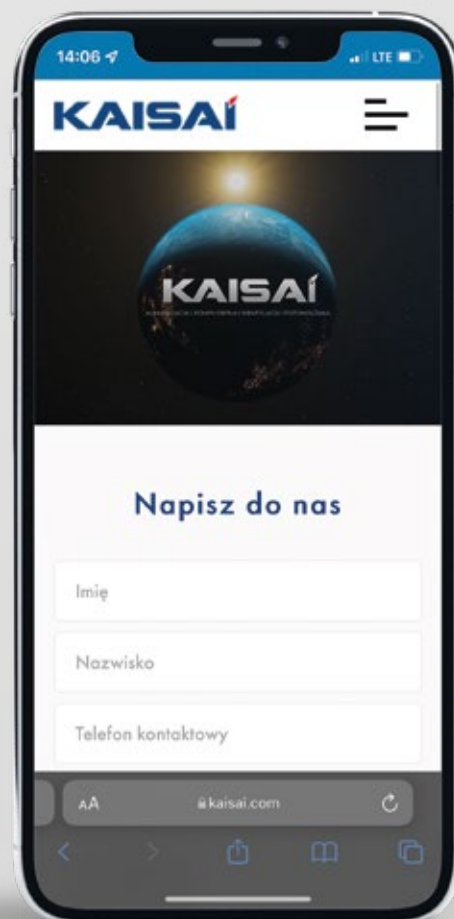 14:06
LTE
KAISAI
KAISAI
Napisz do nas
Imię
Nazwisko
Telefon kontaktowy
AA
kaisai.com